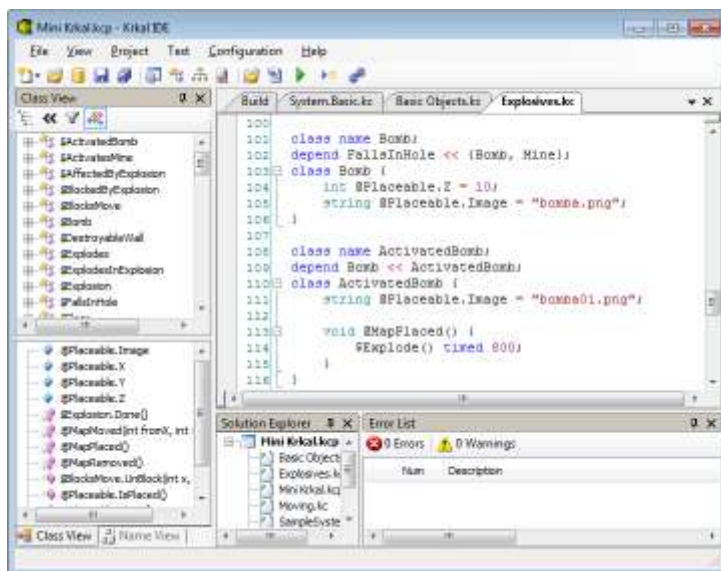 Mini Krkal.kcp - Krkal IDE
File View Project Text Configuration Help
Class View
Build System.Basic.kc Basic Objects.kc Explosives.kc
@ActivatedBomb
@ActivatesMine
@AffectedByExplosion
@BlockedByExplosion
@BlocksMove
@Bomb
@DestroyableWall
@Explodes
@ExplodesInExplosion
@Explosion
@FallsInHole
@Placeable.Image
@Placeable.X
@Placeable.Y
@Placeable.Z
@Explosion.Done()
@MapMoved(int fromX, int
@MapPlaced()
@MapRemoved()
@BlocksMove.UnBlock(int x,
@Placeable.IsPlaced()
Class View Name View
100
101 class name Bomb;
102 depend FallsInHole << {Bomb, Mine};
103 class Bomb {
104 int @Placeable.Z = 10;
105 string @Placeable.Image = "bomba.png";
106 }
107
108 class name ActivatedBomb;
109 depend Bomb << ActivatedBomb;
110 class ActivatedBomb {
111 string @Placeable.Image = "bomba01.png";
112
113 void @MapPlaced() {
114 @Explode() timed 800;
115 }
116 }
Solution Explorer
Mini Krkal.kcp
Basic Objects
Explosives.k
Mini Krkal.kcp
Moving.kc
SampleSyste
Error List
0 Errors 0 Warnings
Num Description